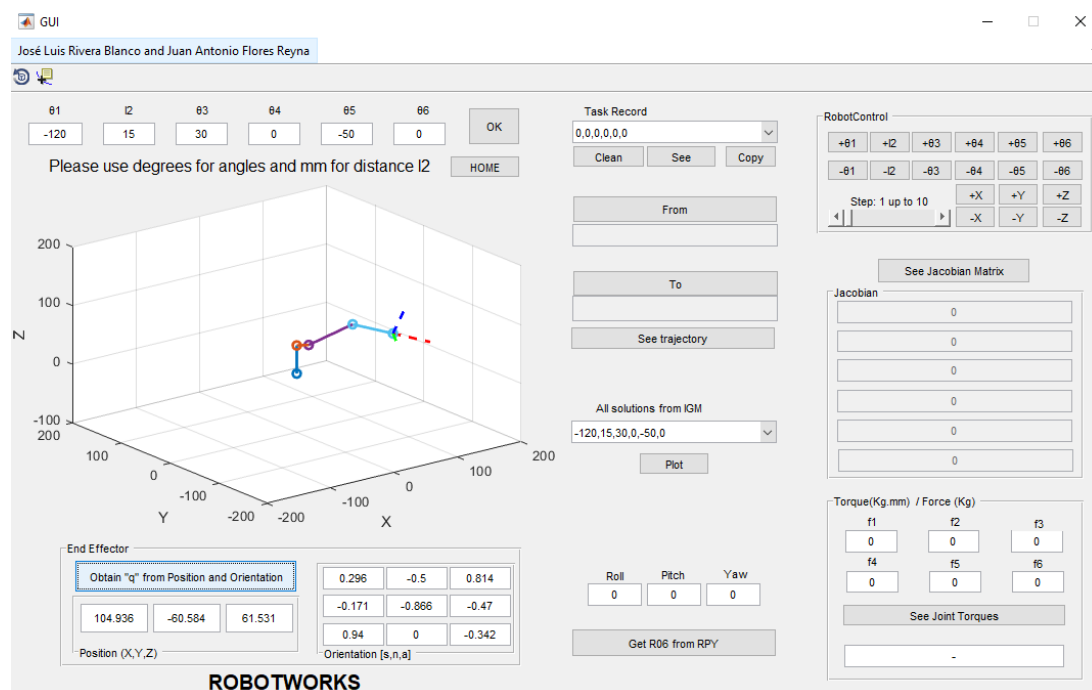 GUI
José Luis Rivera Blanco and Juan Antonio Flores Reyna
θ1 l2 θ3 θ4 θ5 θ6
-120 15 30 0 -50 0 OK
Please use degrees for angles and mm for distance l2 HOME
200
100
0
-100
Z
200
100
0
-100
-200
Y
-200
-100
0
100
200
X
End Effector
Obtain "q" from Position and Orientation
104.936 -60.584 61.531
Position (X,Y,Z)
0.296 -0.5 0.814
-0.171 -0.866 -0.47
0.94 0 -0.342
Orientation [s,n,a]
ROBOTWORKS
Task Record
0,0,0,0,0,0
Clean See Copy
From
To
See trajectory
All solutions from IGM
-120,15,30,0,-50,0
Plot
Roll Pitch Yaw
0 0 0
Get R06 from RPY
RobotControl
+θ1 +l2 +θ3 +θ4 +θ5 +θ6
-θ1 -l2 -θ3 -θ4 -θ5 -θ6
Step: 1 up to 10 +X +Y +Z
-X -Y -Z
See Jacobian Matrix
Jacobian
0
0
0
0
0
0
Torque(Kg.mm) / Force (Kg)
f1 f2 f3
0 0 0
f4 f5 f6
0 0 0
See Joint Torques
-